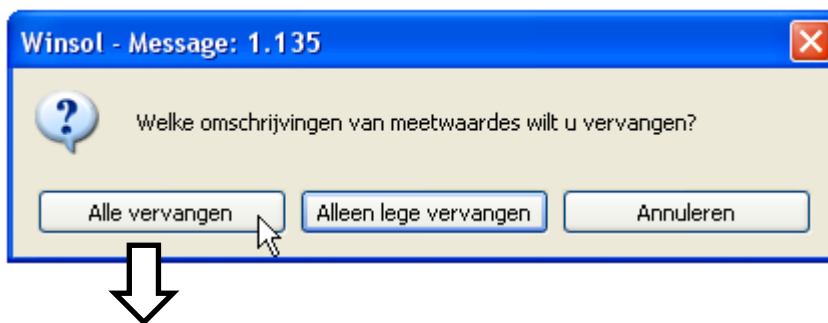 Winsol - Message: 1.135
Welke omschrijvingen van meetwaardes wilt u vervangen?
Alle vervangen
Alleen lege vervangen
Annuleren